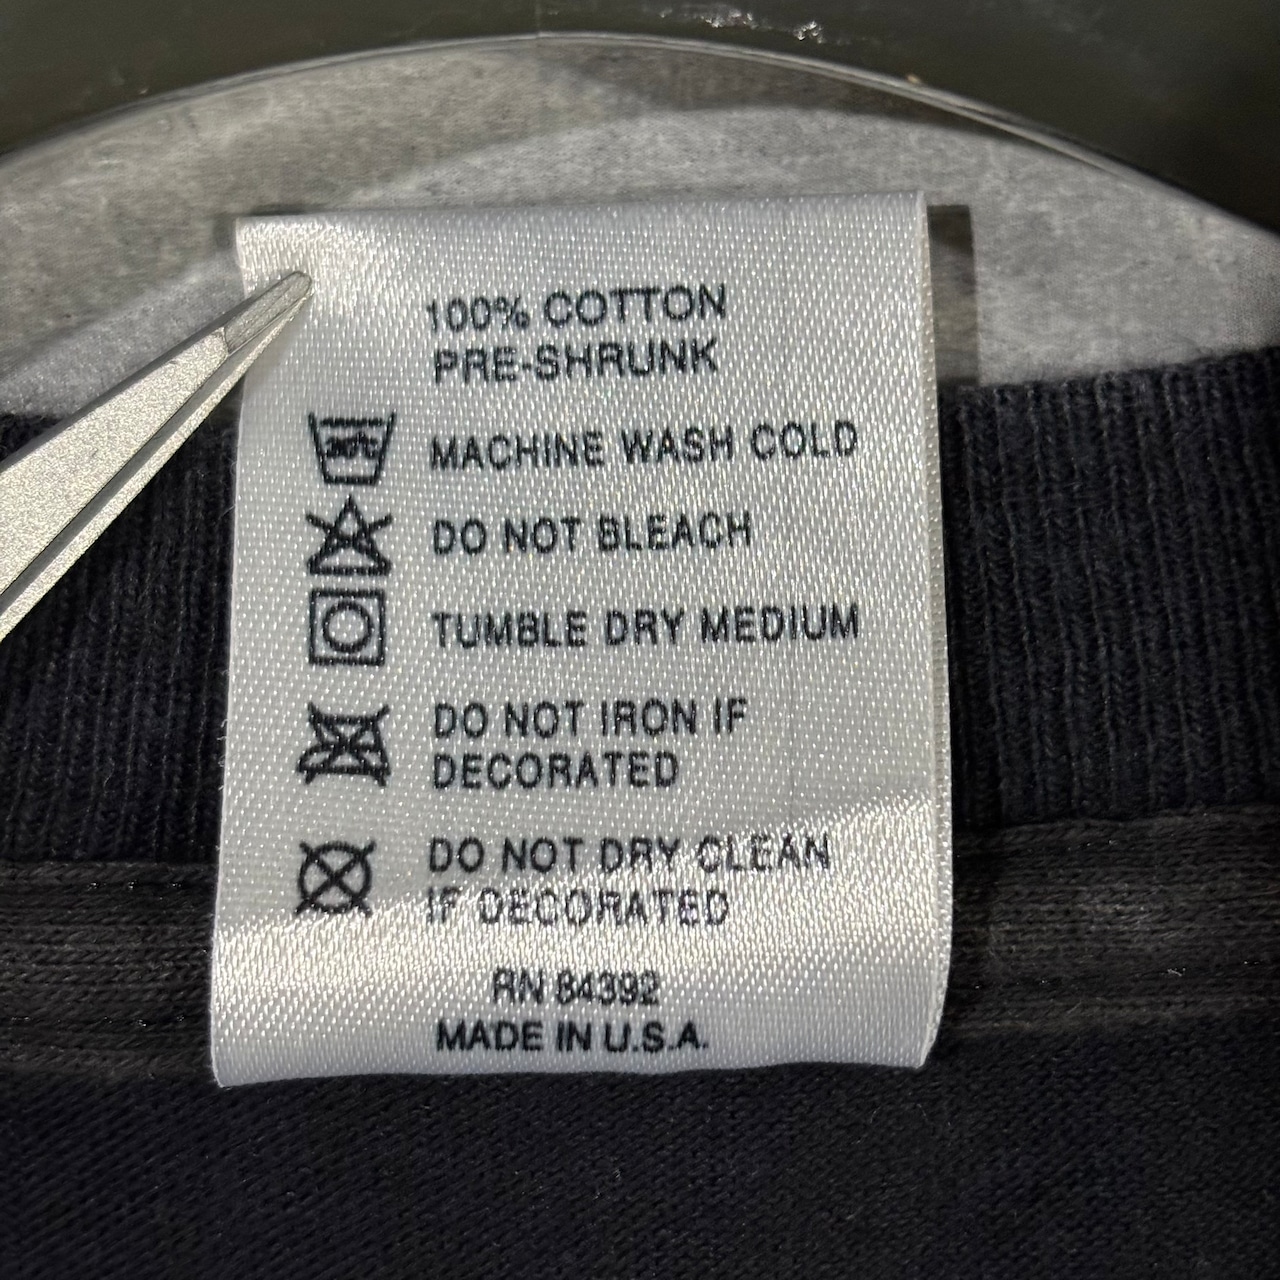 100% COTTON
PRE-SHRUNK
MACHINE WASH COLD
DO NOT BLEACH
TUMBLE DRY MEDIUM
DO NOT IRON IF
DECORATED
DO NOT DRY CLEAN
IF DECORATED
RN 84392
MADE IN U.S.A.